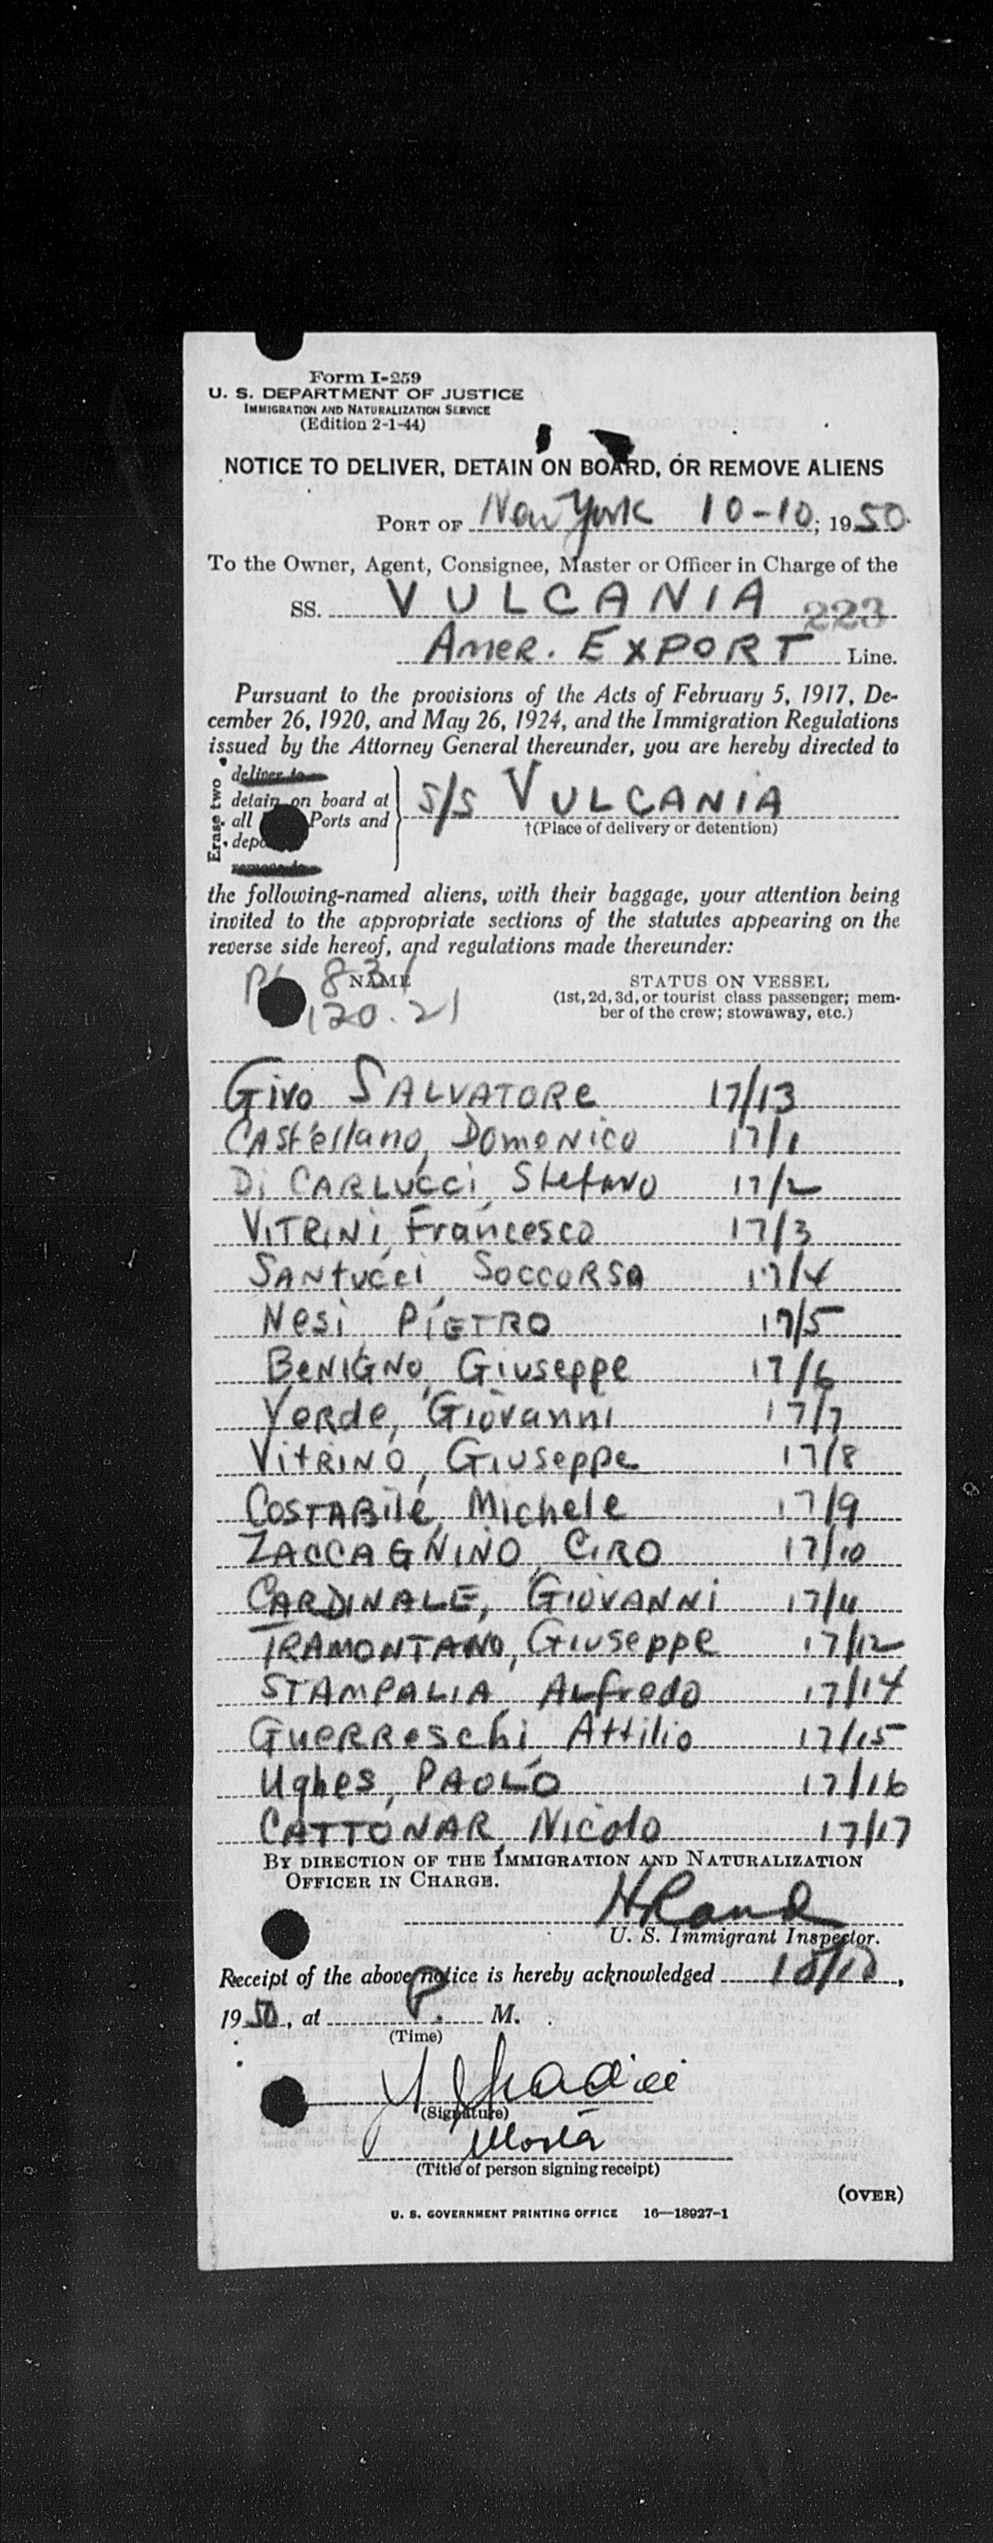 Form I-259
U. S. DEPARTMENT OF JUSTICE
IMMIGRATION AND NATURALIZATION SERVICE
(Edition 2-1-44)
NOTICE TO DELIVER, DETAIN ON BOARD, OR REMOVE ALIENS
PORT OF New York 10-10, 1950
To the Owner, Agent, Consignee, Master or Officer in Charge of the
SS. VULCANIA 223
AMER. EXPORT Line.
Pursuant to the provisions of the Acts of February 5, 1917, De-
cember 26, 1920, and May 26, 1924, and the Immigration Regulations
issued by the Attorney General thereunder, you are hereby directed to
Erase two
deliver to
detain on board at
all Ports and
S/S VULCANIA
†(Place of delivery or detention)
remove to
the following-named aliens, with their baggage, your attention being
invited to the appropriate sections of the statutes appearing on the
reverse side hereof, and regulations made thereunder:
NAME
120.21
STATUS ON VESSEL
(1st, 2d, 3d, or tourist class passenger; mem-
ber of the crew; stowaway, etc.)
Givo SALVATORe 17/13
CAStellano, DomeNico 17/1
Di CARLUCCi, StefaNo 17/2
ViTRiNi, Francesco 17/3
SANtucci SoccoRSo 17/4
Nesi, PiETRO 17/5
BeNIGNo, Giuseppe 17/6
VeRde, Giovanni 17/7
VitRiNO, Giuseppe 17/8
COSTABile, Michele 17/9
ZACCAGNiNO, CiRO 17/10
CARDINALE, GiOVANNi 17/11
TRAMONTANO, Giuseppe 17/12
STAMPALIA Alfredo 17/14
GueRReschi, Attilio 17/15
Ughes, PAOLO 17/16
CATTONAR, Nicolo 17/17
BY DIRECTION OF THE IMMIGRATION AND NATURALIZATION
OFFICER IN CHARGE.
HRand
U. S. Immigrant Inspector.
Receipt of the above notice is hereby acknowledged 10/10,
1950, at P. M.
(Time)
(Signature)
(Title of person signing receipt)
(OVER)
U. S. GOVERNMENT PRINTING OFFICE 16—18927-1